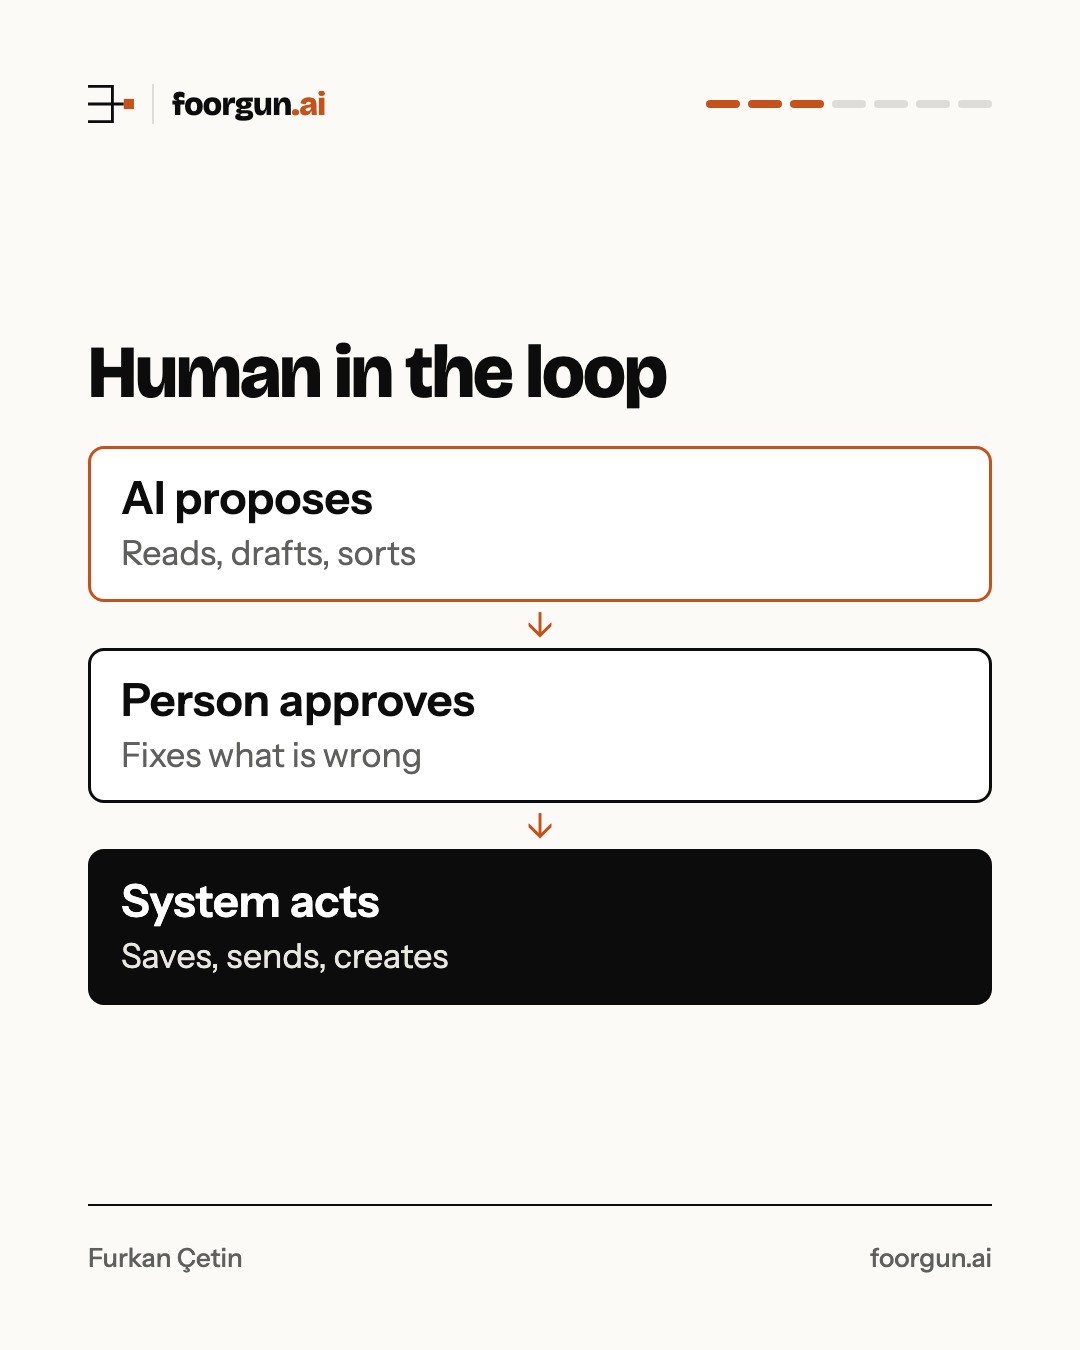 foorgun.ai
Human in the loop
AI proposes
Reads, drafts, sorts
Person approves
Fixes what is wrong
System acts
Saves, sends, creates
Furkan Çetin
foorgun.ai